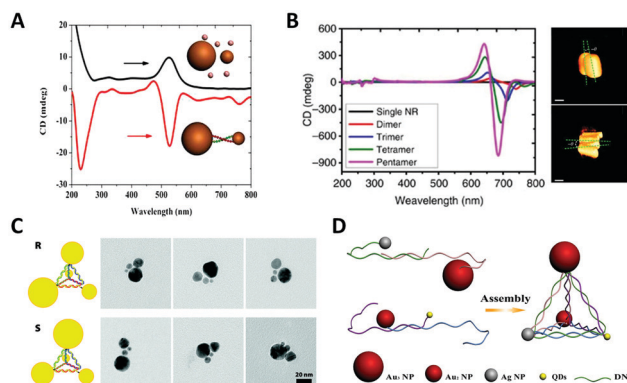 A
CD (mdeg)
20
10
0
-10
-20
-30
200 300 400 500 600 700 800
Wavelength (nm)
B
CD (mdeg)
600
300
0
-300
-600
-900
Single NR
Dimer
Trimer
Tetramer
Pentamer
200 300 400 500 600 700 800
Wavelength (nm)
C
R
S
20 nm
D
Assembly
Au₁ NP
Ag NP
QDs
DN